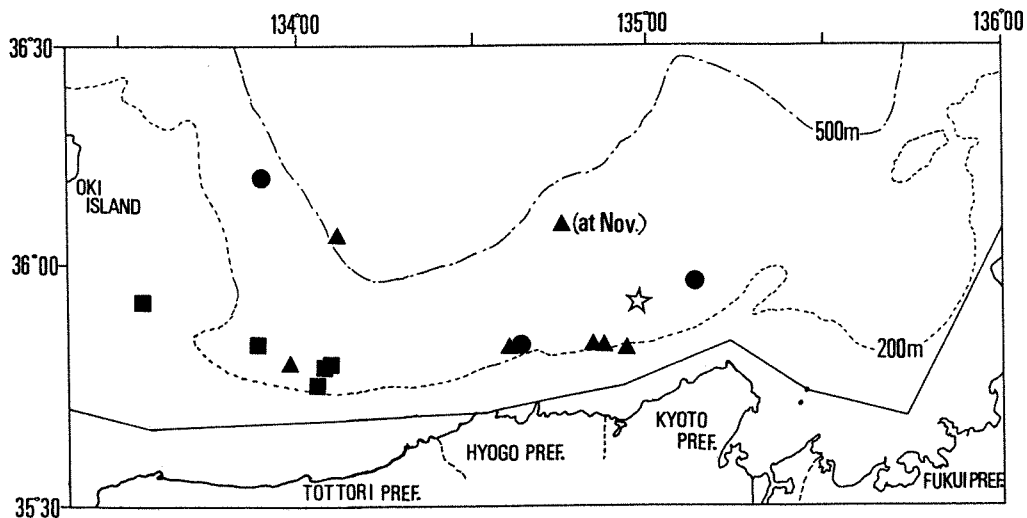 134°00
135°00
136°00
36°30
500m
OKI
ISLAND
(at Nov.)
36°00
200m
KYOTO
PREF.
HYOGO PREF.
FUKUI PREF.
TOTTORI PREF.
35°30